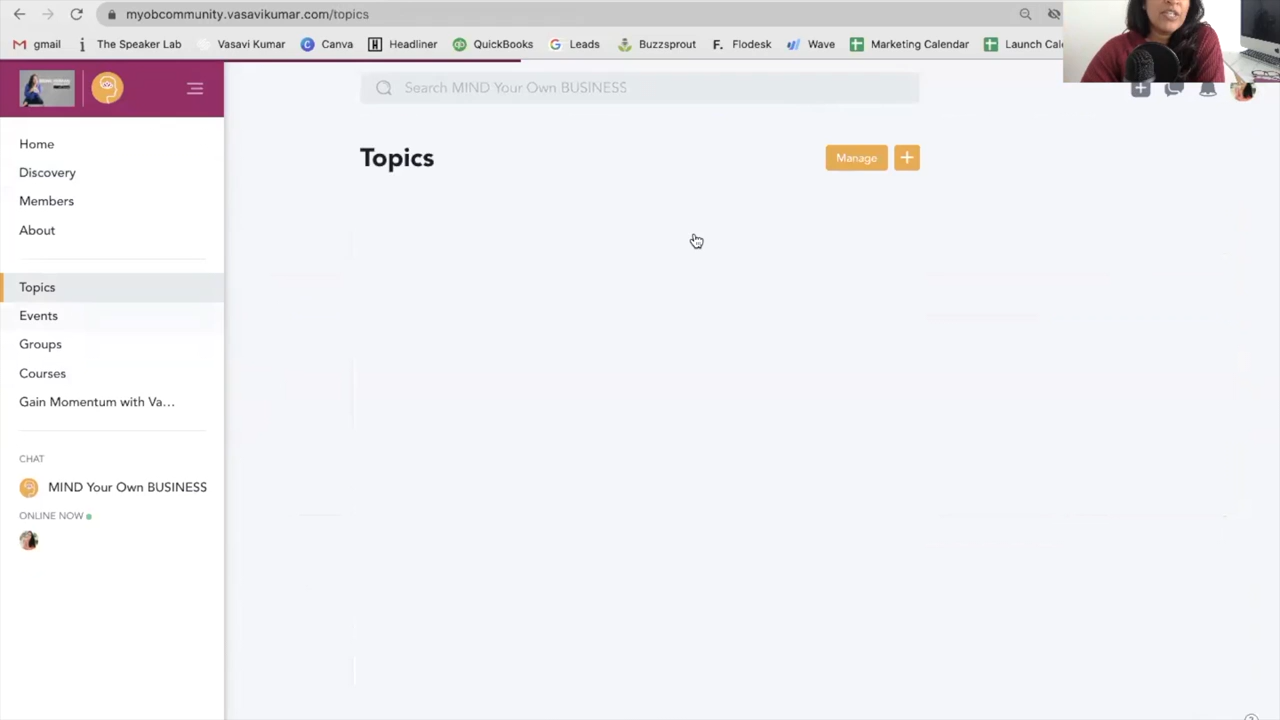 myobcommunity.vasavikumar.com/topics
gmail
The Speaker Lab
Vasavi Kumar
Canva
Headliner
QuickBooks
Leads
Buzzsprout
Flodesk
Wave
Marketing Calendar
Launch Cal
Search MIND Your Own BUSINESS
Home
Discovery
Members
About
Topics
Manage
Topics
Events
Groups
Courses
Gain Momentum with Va...
CHAT
MIND Your Own BUSINESS
ONLINE NOW